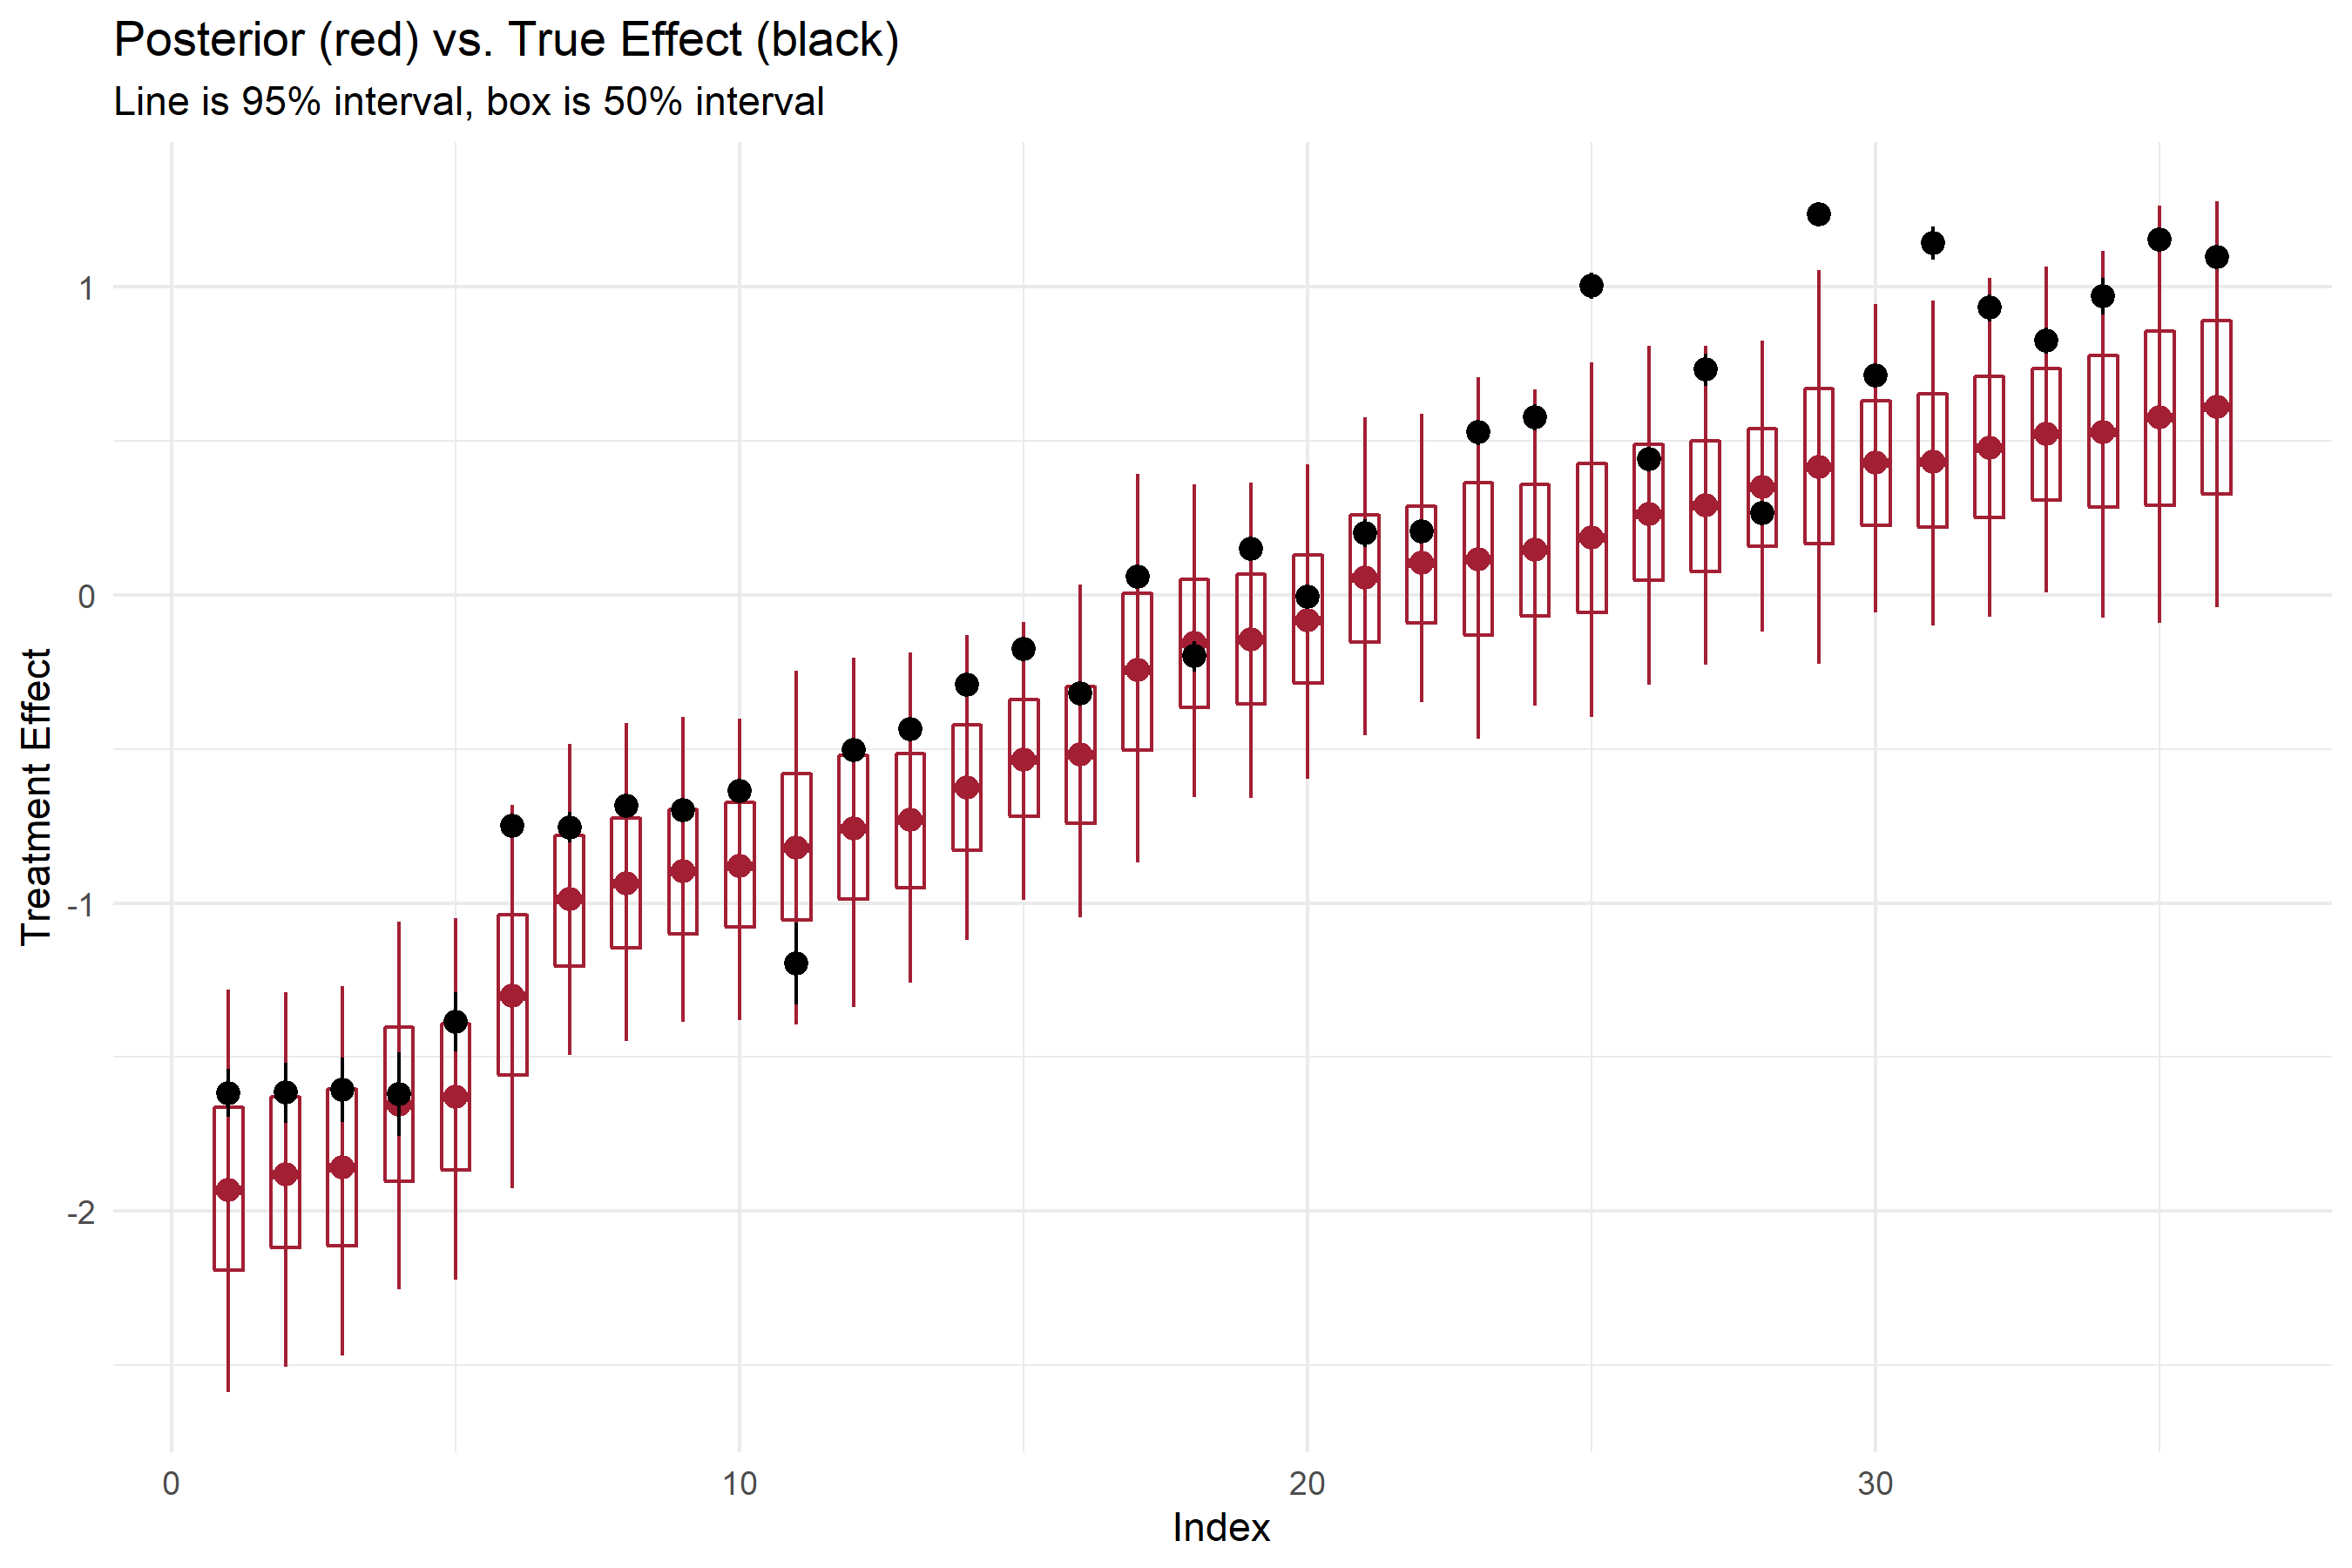 Posterior (red) vs. True Effect (black)
Line is 95% interval, box is 50% interval
Treatment Effect
1
0
-1
-2
0
10
20
30
Index